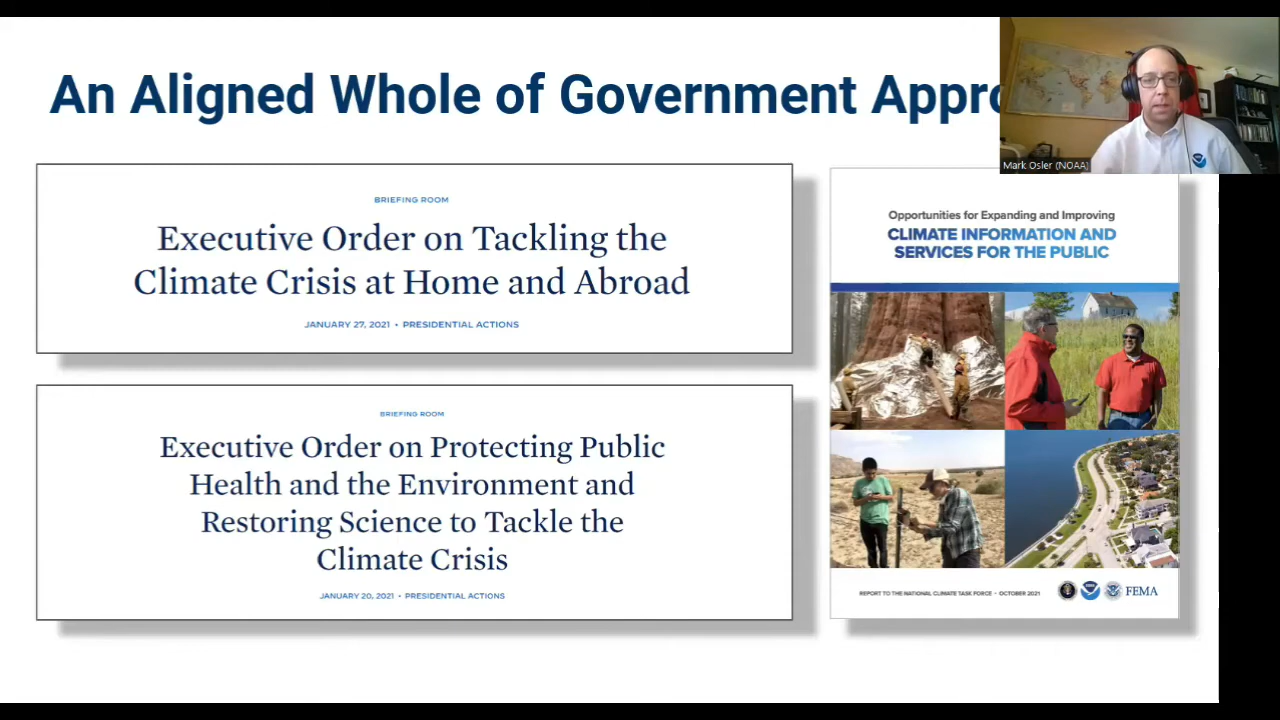 An Aligned Whole of Government Appro
Mark Osler (NOAA)
BRIEFING ROOM
Executive Order on Tackling the
Climate Crisis at Home and Abroad
JANUARY 27, 2021 • PRESIDENTIAL ACTIONS
BRIEFING ROOM
Executive Order on Protecting Public
Health and the Environment and
Restoring Science to Tackle the
Climate Crisis
JANUARY 20, 2021 • PRESIDENTIAL ACTIONS
Opportunities for Expanding and Improving
CLIMATE INFORMATION AND
SERVICES FOR THE PUBLIC
REPORT TO THE NATIONAL CLIMATE TASK FORCE • OCTOBER 2021
FEMA